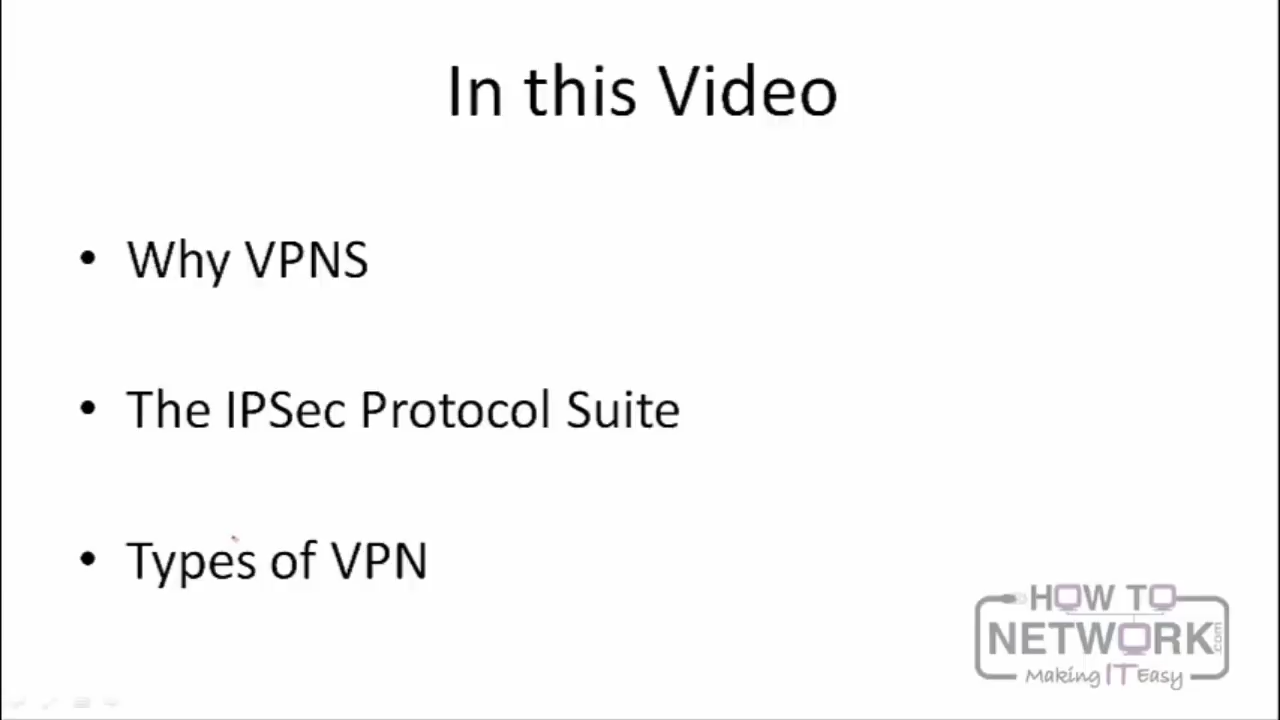 In this Video
• Why VPNS
• The IPSec Protocol Suite
• Types of VPN
HOW TO
NETWORK.com
Making IT Easy